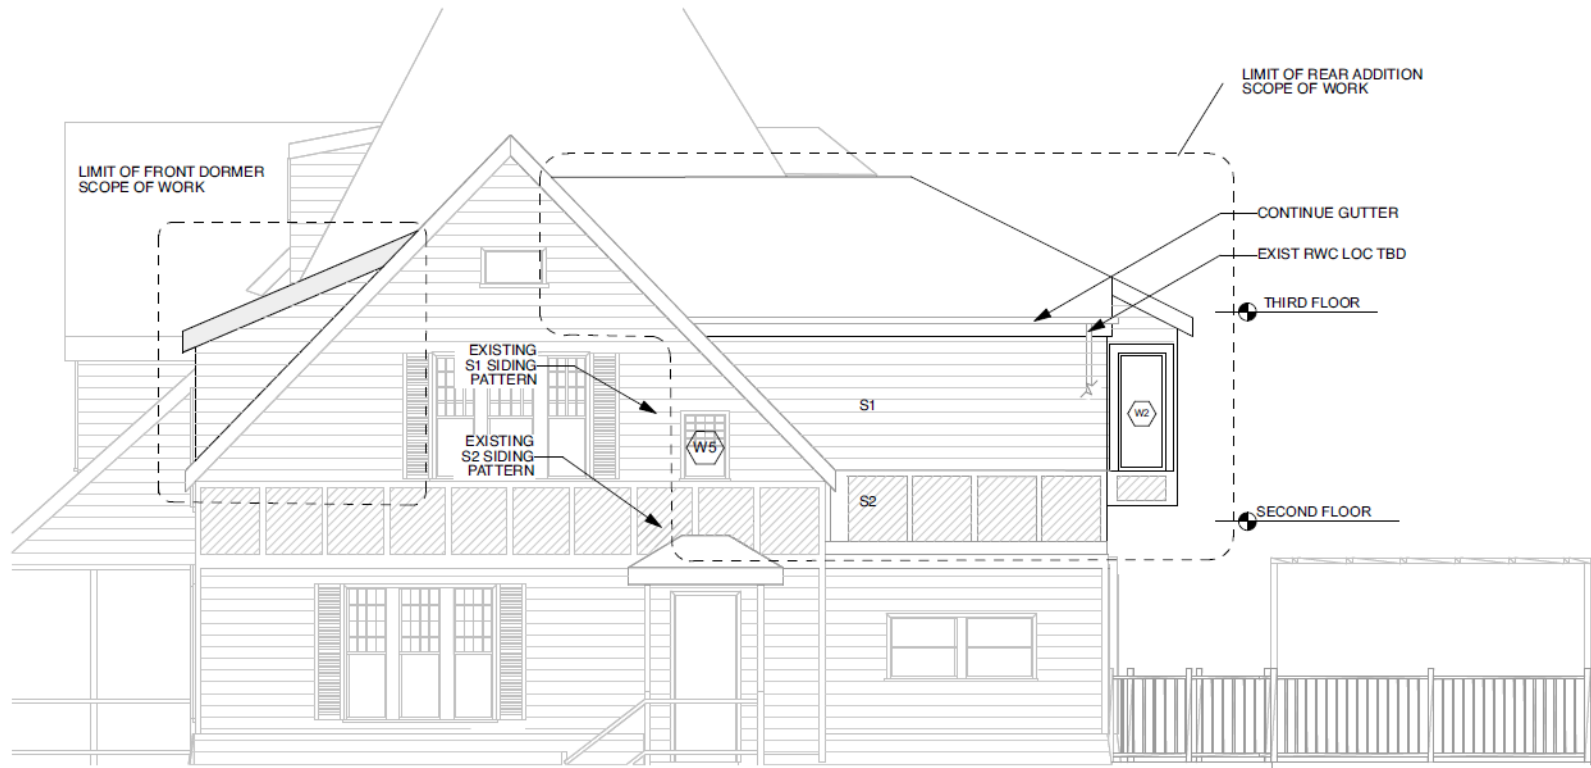 LIMIT OF REAR ADDITION
SCOPE OF WORK
LIMIT OF FRONT DORMER
SCOPE OF WORK
CONTINUE GUTTER
EXIST RWC LOC TBD
THIRD FLOOR
EXISTING
S1 SIDING
PATTERN
S1
W2
EXISTING
S2 SIDING
PATTERN
W5
S2
SECOND FLOOR